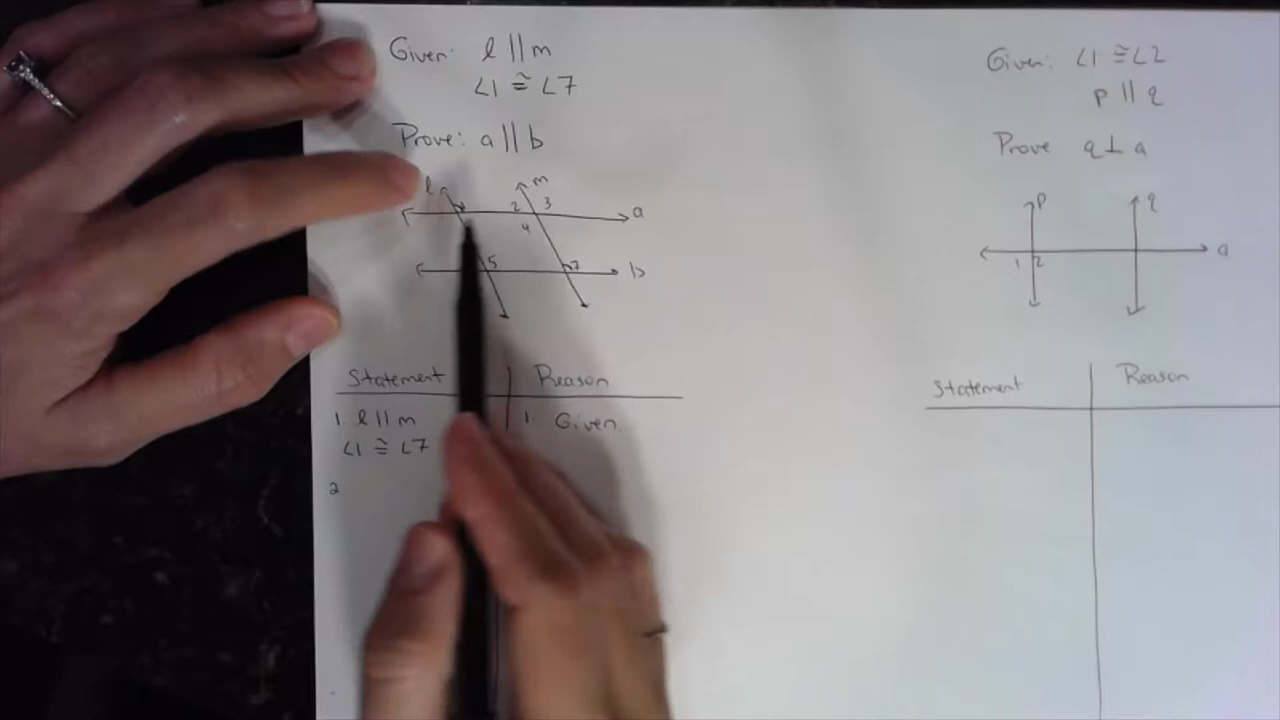 Given: l || m
∠1 ≅ ∠7
Prove: a || b
l m
2 3
a
4
5 7
b
Statement Reason
1. l || m 1. Given
∠1 ≅ ∠7
2
Given: ∠1 ≅ ∠2
p || q
Prove q ⊥ a
p q
a
1 2
Statement Reason